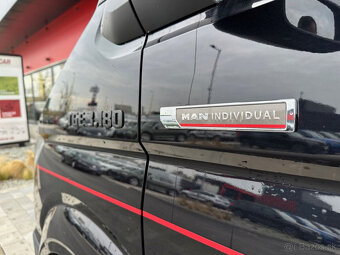 TGE 3.180
MAN INDIVIDUAL